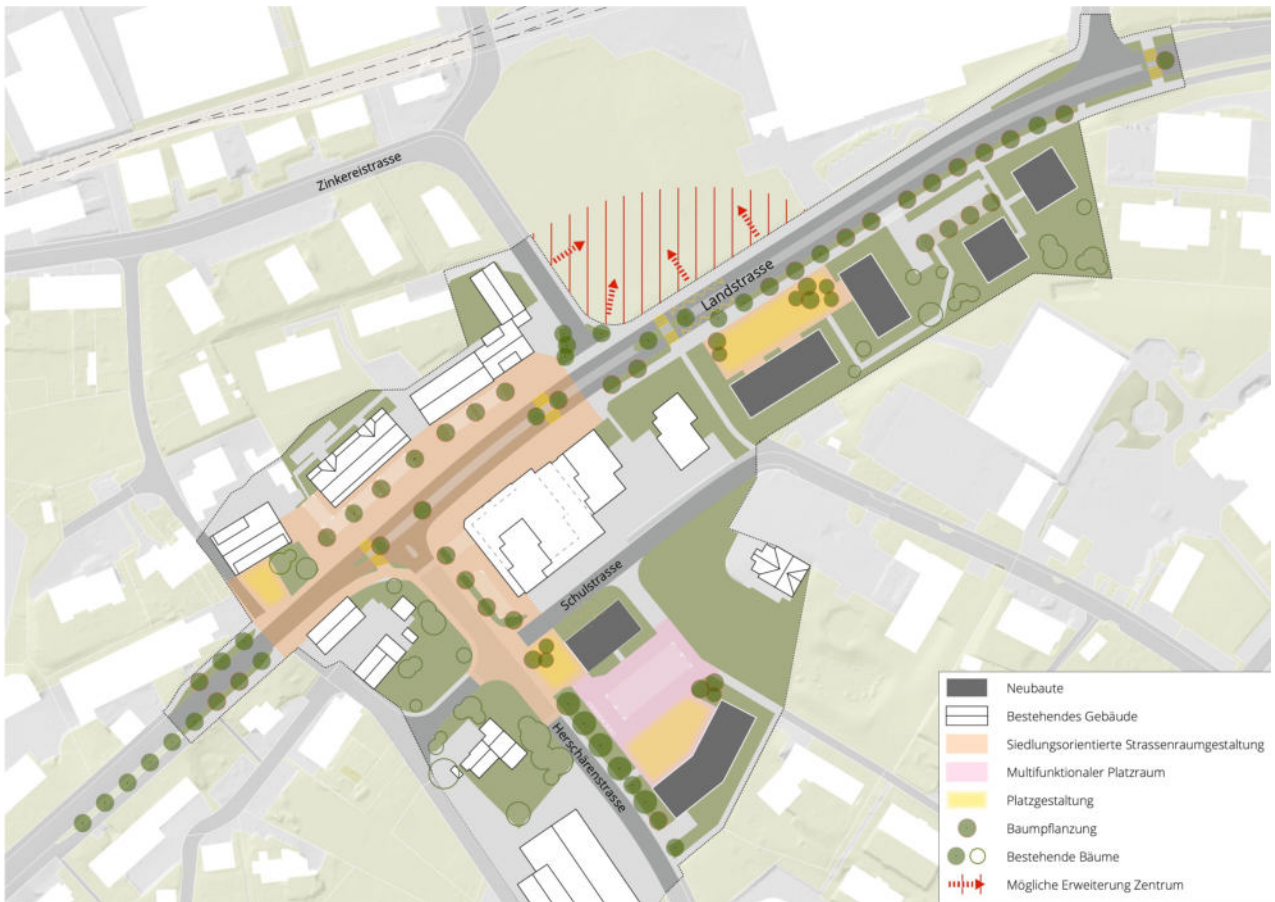 Zinkereistrasse
Landstrasse
Schulstrasse
Herschärenstrasse
Neubaute
Bestehendes Gebäude
Siedlungsorientierte Strassenraumgestaltung
Multifunktionaler Platzraum
Platzgestaltung
Baumpflanzung
Bestehende Bäume
Mögliche Erweiterung Zentrum